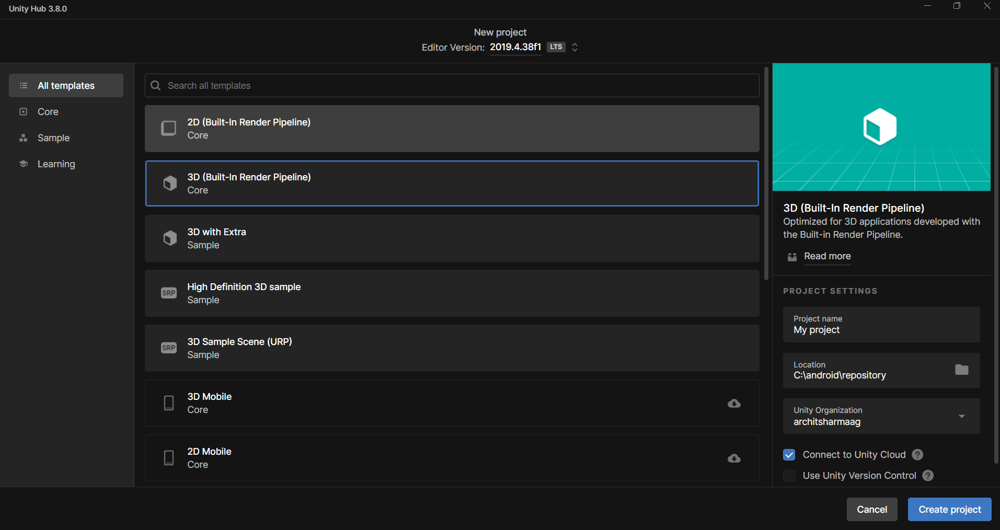 Unity Hub 3.8.0
New project
Editor Version: 2019.4.38f1 LTS
All templates
Core
Sample
Learning
Search all templates
2D (Built-In Render Pipeline)
Core
3D (Built-In Render Pipeline)
Core
3D with Extra
Sample
SRP
High Definition 3D sample
Sample
SRP
3D Sample Scene (URP)
Sample
3D Mobile
Core
2D Mobile
Core
3D (Built-In Render Pipeline)
Optimized for 3D applications developed with
the Built-in Render Pipeline.
Read more
PROJECT SETTINGS
Project name
My project
Location
C:\android\repository
Unity Organization
architsharmaag
Connect to Unity Cloud ?
Use Unity Version Control ?
Cancel
Create project